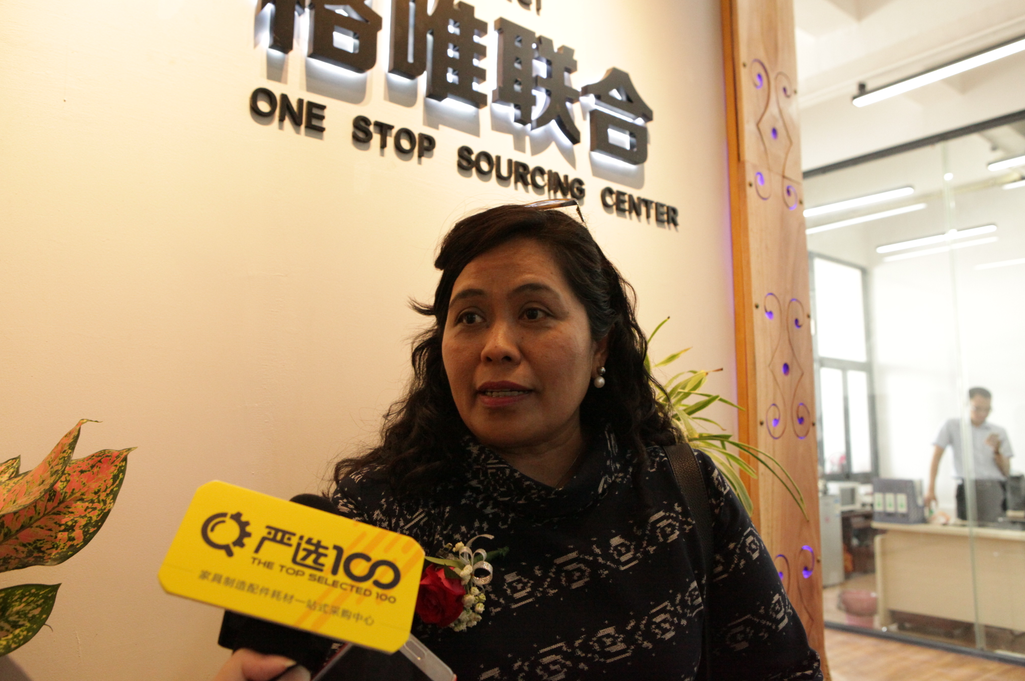 格唯联合
ONE STOP SOURCING CENTER
严选100
THE TOP SELECTED 100
家具制造配件耗材一站式采购中心